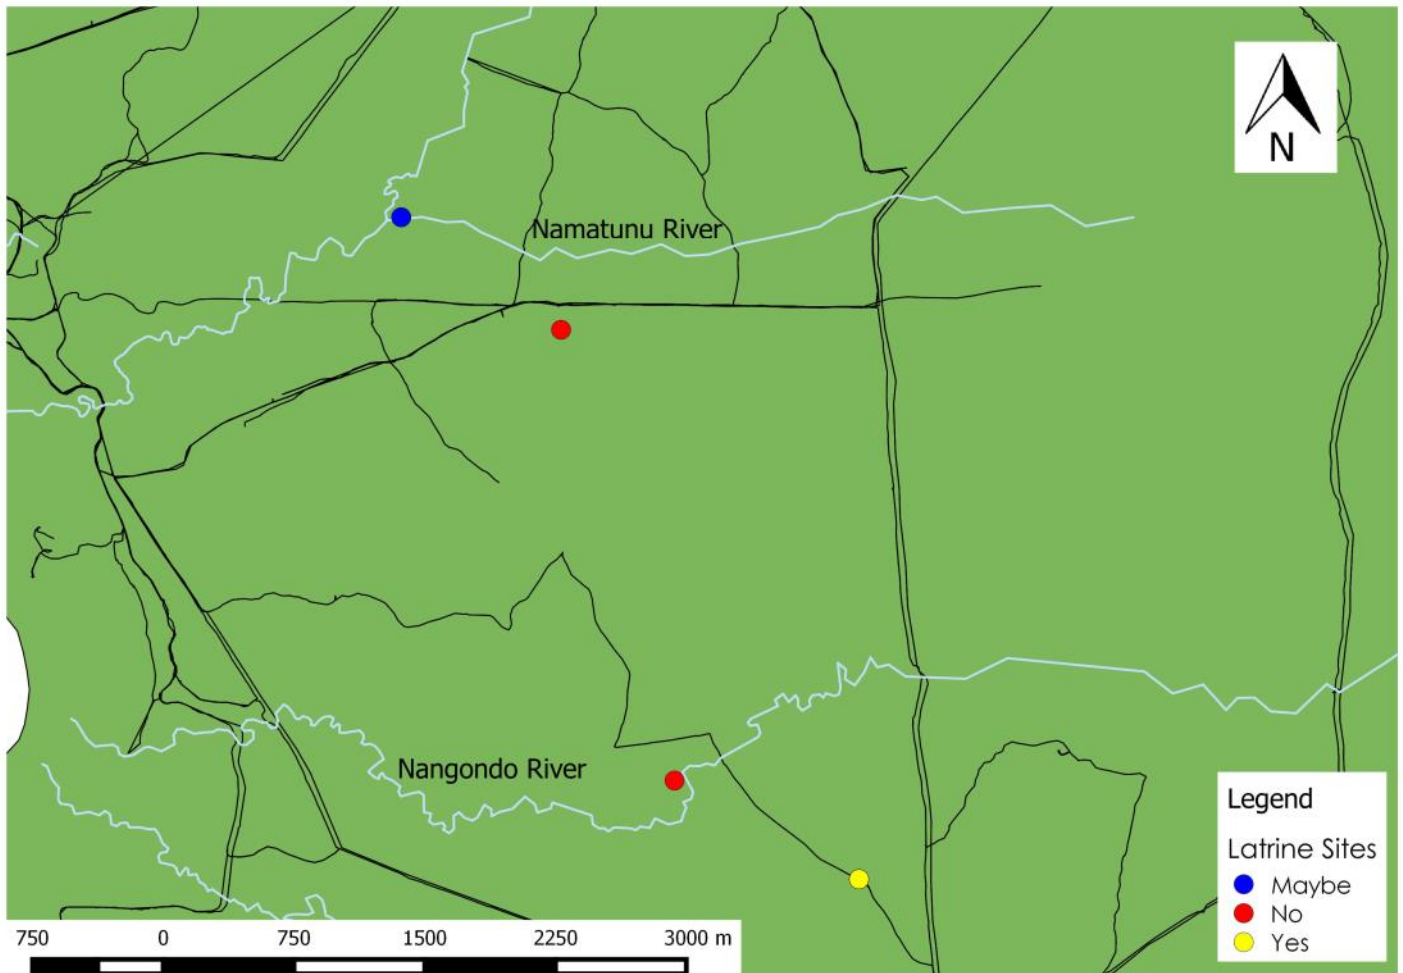 N
Namatunu River
Nangondo River
Legend
Latrine Sites
Maybe
No
Yes
750 0 750 1500 2250 3000 m